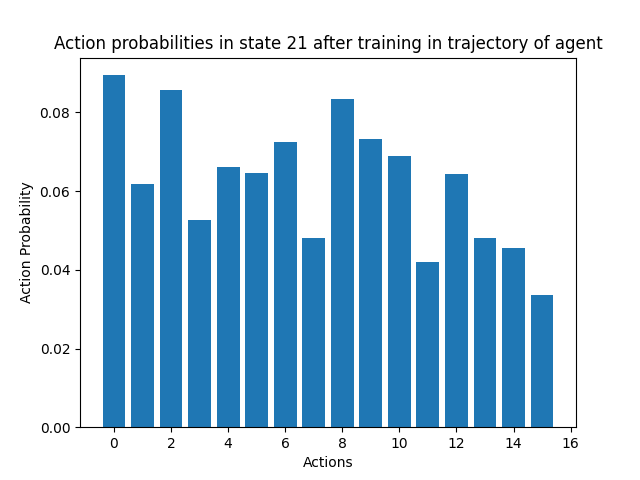 Action probabilities in state 21 after training in trajectory of agent
0.08
0.06
0.04
0.02
0.00
Action Probability
0 2 4 6 8 10 12 14 16
Actions